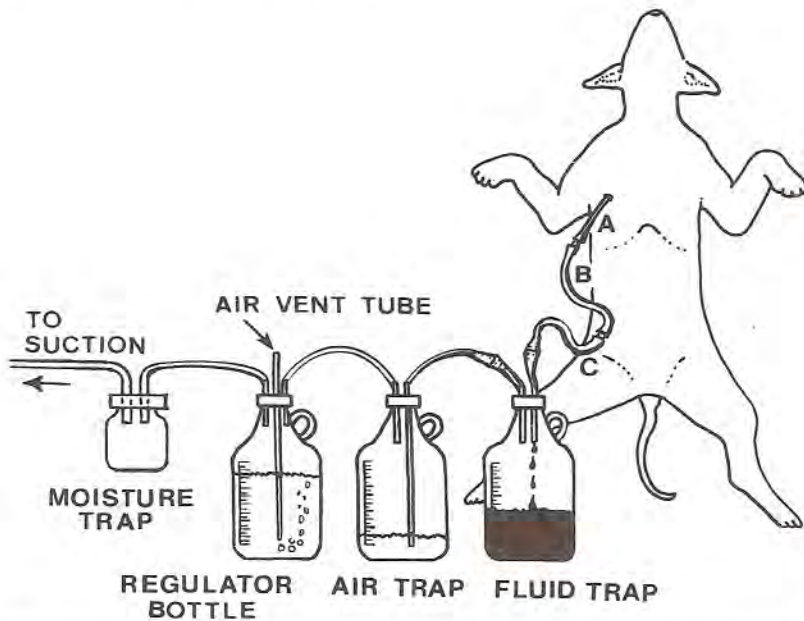 A
B
AIR VENT TUBE
TO
SUCTION
C
MOISTURE
TRAP
REGULATOR
BOTTLE
AIR TRAP
FLUID TRAP